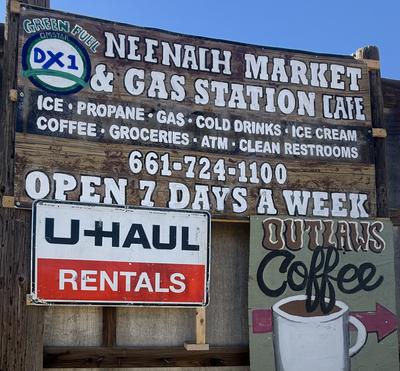 GREEN FUEL
OMSTAR
DX1
NEENACH MARKET
& GAS STATION CAFE
ICE • PROPANE • GAS • COLD DRINKS • ICE CREAM
COFFEE • GROCERIES • ATM • CLEAN RESTROOMS
661-724-1100
OPEN 7 DAYS A WEEK
U-HAUL
RENTALS
OUTLAWS
Coffee